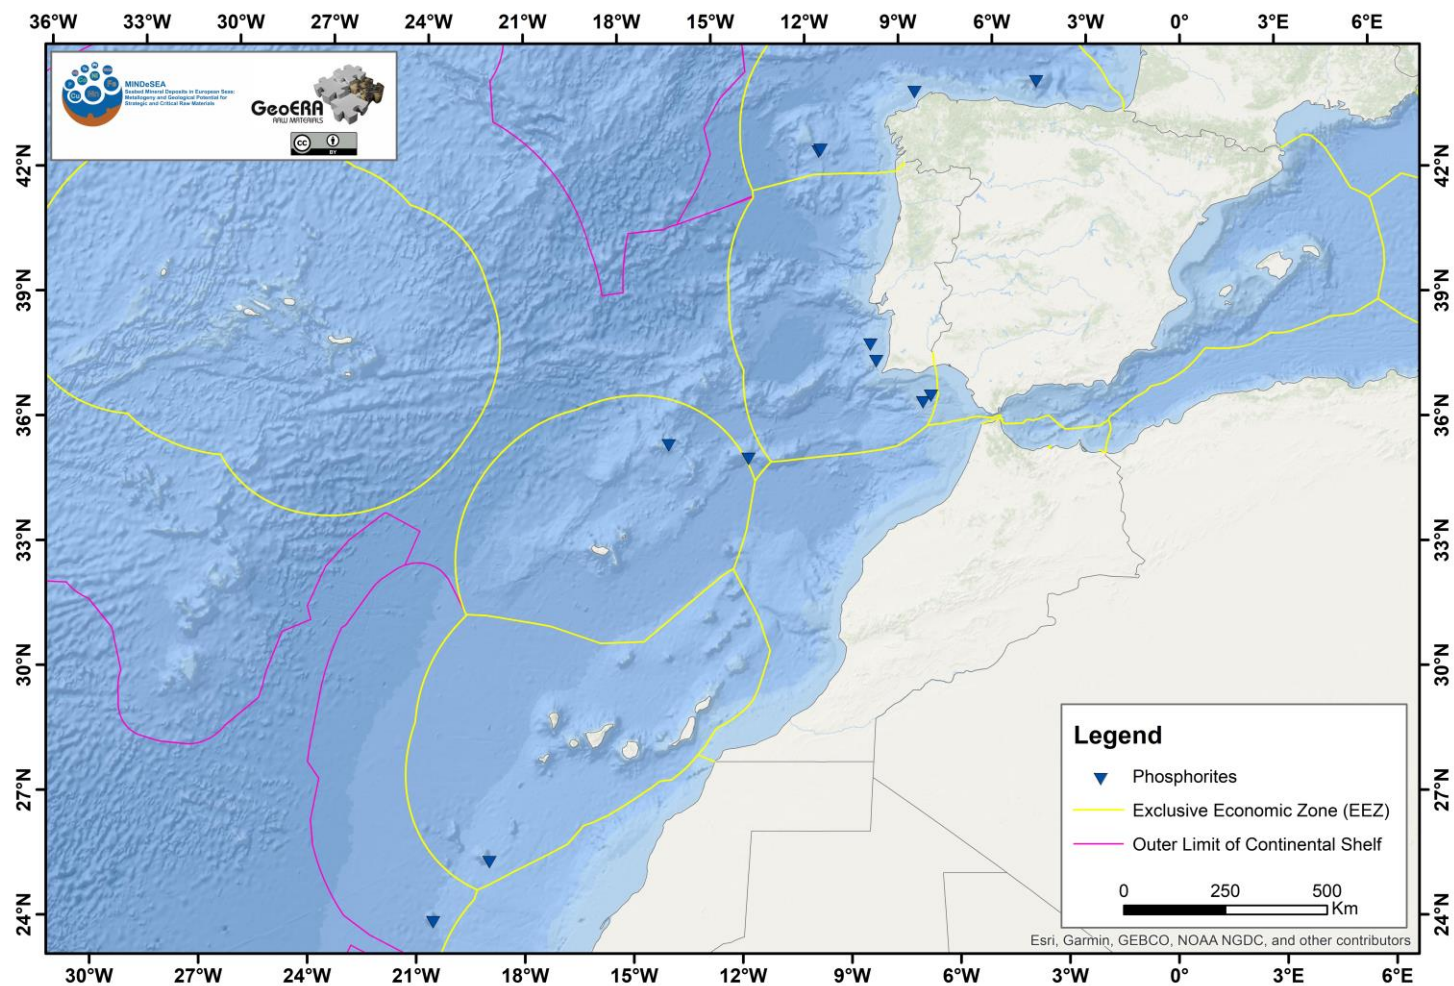 36°W 33°W 30°W 27°W 24°W 21°W 18°W 15°W 12°W 9°W 6°W 3°W 0° 3°E 6°E
MINDeSEA
Seabed Mineral Deposits in European Seas:
Metallogeny and Geological Potential for
Strategic and Critical Raw Materials
GeoERA
RAW MATERIALS
CC
BY
42°N 42°N
39°N 39°N
36°N 36°N
33°N 33°N
30°N 30°N
27°N 27°N
24°N 24°N
Legend
Phosphorites
Exclusive Economic Zone (EEZ)
Outer Limit of Continental Shelf
0 250 500
Km
Esri, Garmin, GEBCO, NOAA NGDC, and other contributors
30°W 27°W 24°W 21°W 18°W 15°W 12°W 9°W 6°W 3°W 0° 3°E 6°E